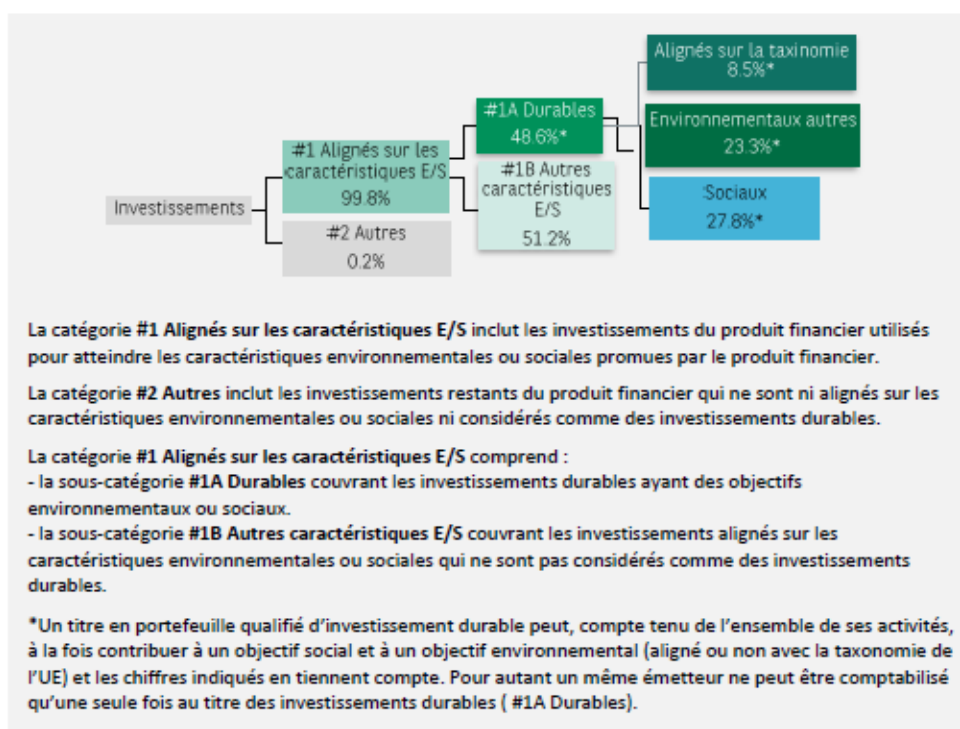 Alignés sur la taxinomie
8.5%*
#1A Durables
48.6%*
Environnementaux autres
23.3%*
#1 Alignés sur les
caractéristiques E/S
99.8%
#1B Autres
caractéristiques
E/S
51.2%
Sociaux
27.8%*
Investissements
#2 Autres
0.2%
La catégorie #1 Alignés sur les caractéristiques E/S inclut les investissements du produit financier utilisés
pour atteindre les caractéristiques environnementales ou sociales promues par le produit financier.
La catégorie #2 Autres inclut les investissements restants du produit financier qui ne sont ni alignés sur les
caractéristiques environnementales ou sociales ni considérés comme des investissements durables.
La catégorie #1 Alignés sur les caractéristiques E/S comprend :
- la sous-catégorie #1A Durables couvrant les investissements durables ayant des objectifs
environnementaux ou sociaux.
- la sous-catégorie #1B Autres caractéristiques E/S couvrant les investissements alignés sur les
caractéristiques environnementales ou sociales qui ne sont pas considérés comme des investissements
durables.
*Un titre en portefeuille qualifié d'investissement durable peut, compte tenu de l'ensemble de ses activités,
à la fois contribuer à un objectif social et à un objectif environnemental (aligné ou non avec la taxonomie de
l'UE) et les chiffres indiqués en tiennent compte. Pour autant un même émetteur ne peut être comptabilisé
qu'une seule fois au titre des investissements durables ( #1A Durables).